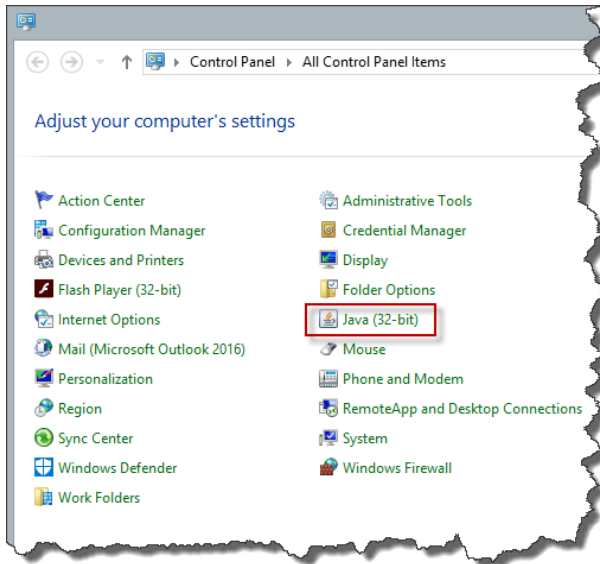 Control Panel All Control Panel Items
Adjust your computer's settings
Action Center
Configuration Manager
Devices and Printers
Flash Player (32-bit)
Internet Options
Mail (Microsoft Outlook 2016)
Personalization
Region
Sync Center
Windows Defender
Work Folders
Administrative Tools
Credential Manager
Display
Folder Options
Java (32-bit)
Mouse
Phone and Modem
RemoteApp and Desktop Connections
System
Windows Firewall